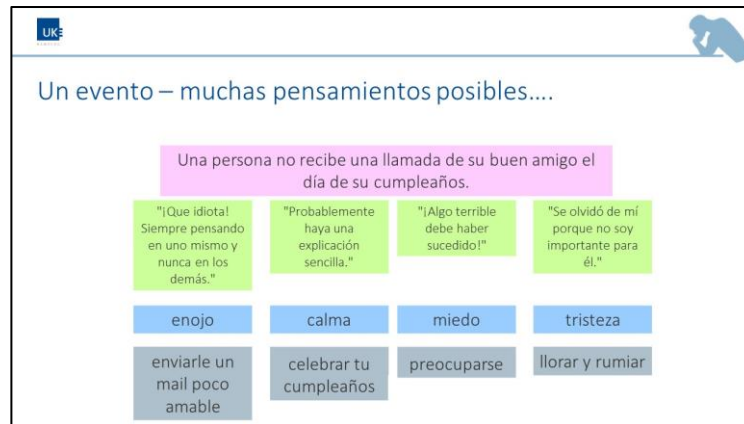 UKE
HAMBURG
Un evento – muchas pensamientos posibles....
Una persona no recibe una llamada de su buen amigo el
día de su cumpleaños.
"¡Que idiota!
Siempre pensando
en uno mismo y
nunca en los
demás."
"Probablemente
haya una
explicación
sencilla."
"¡Algo terrible
debe haber
sucedido!"
"Se olvidó de mí
porque no soy
importante para
él."
enojo
calma
miedo
tristeza
enviarle un
mail poco
amable
celebrar tu
cumpleaños
preocuparse
llorar y rumiar